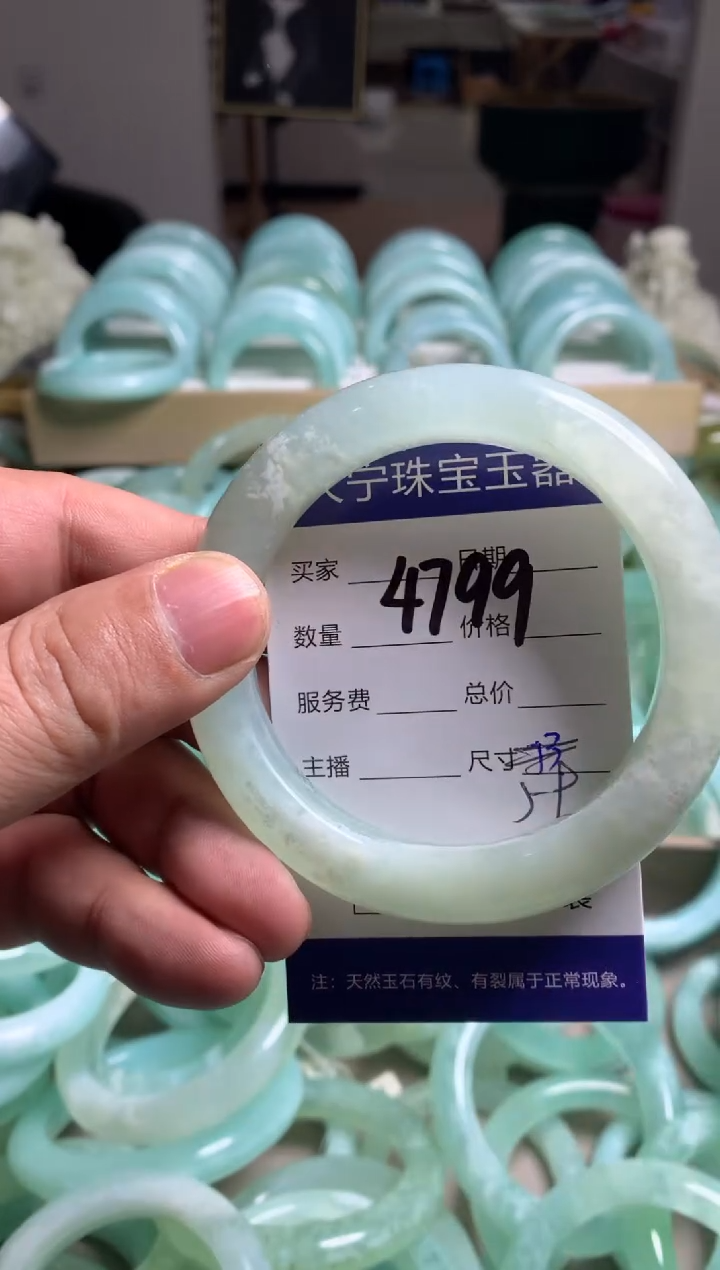 宁珠宝玉器
买家 日期
4799
数量 价格
服务费 总价
主播 尺寸
注：天然玉石有纹、有裂属于正常现象。